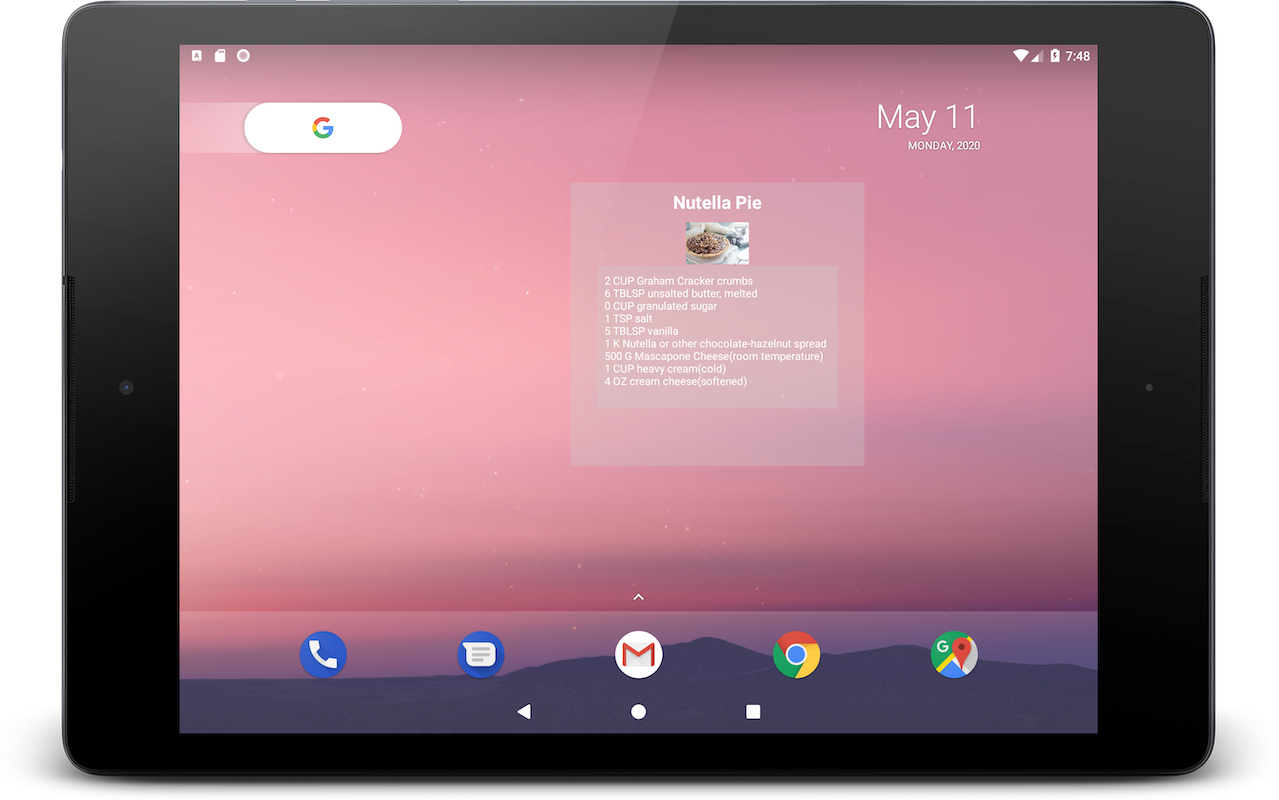 7:48
G
May 11
MONDAY, 2020
Nutella Pie
2 CUP Graham Cracker crumbs
6 TBLSP unsalted butter, melted
0 CUP granulated sugar
1 TSP salt
5 TBLSP vanilla
1 K Nutella or other chocolate-hazelnut spread
500 G Mascapone Cheese(room temperature)
1 CUP heavy cream(cold)
4 OZ cream cheese(softened)